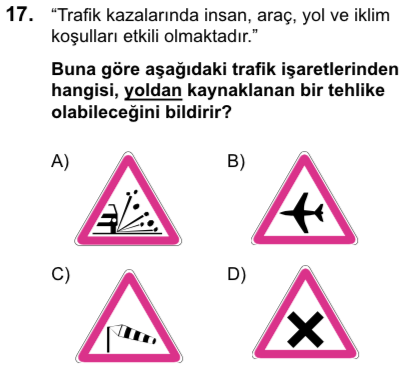 17. “Trafik kazalarında insan, araç, yol ve iklim
koşulları etkili olmaktadır.”
Buna göre aşağıdaki trafik işaretlerinden
hangisi, yoldan kaynaklanan bir tehlike
olabileceğini bildirir?
A) B)
C) D)